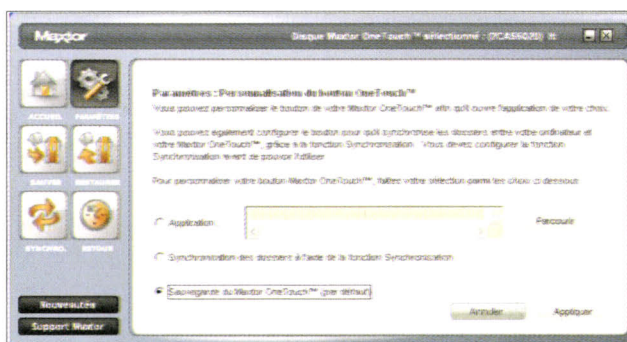 Maxtor
Disque Maxtor OneTouch™ sélectionné :
ACCUEIL PARAMÈTRES
Paramètres : Personnalisation du bouton OneTouch™
Vous pouvez personnaliser le bouton de votre Maxtor OneTouch™ afin qu'il ouvre l'application de votre choix.
Vous pouvez également configurer le bouton pour qu'il synchronise les dossiers entre votre ordinateur et
votre Maxtor OneTouch™, grâce à la fonction Synchronisation. Vous devez configurer la fonction
Synchronisation avant de pouvoir l'utiliser
Pour personnaliser votre bouton Maxtor OneTouch™, faites votre sélection parmi les choix ci-dessous
SAUVER RESTAURER
Application Parcourir
Synchronisation des dossiers à l'aide de la fonction Synchronisation
SYNCHRO. RETOUR
Sauvegarde du Maxtor OneTouch™ (par défaut)
Nouveautés
Annuler Appliquer
Support Maxtor